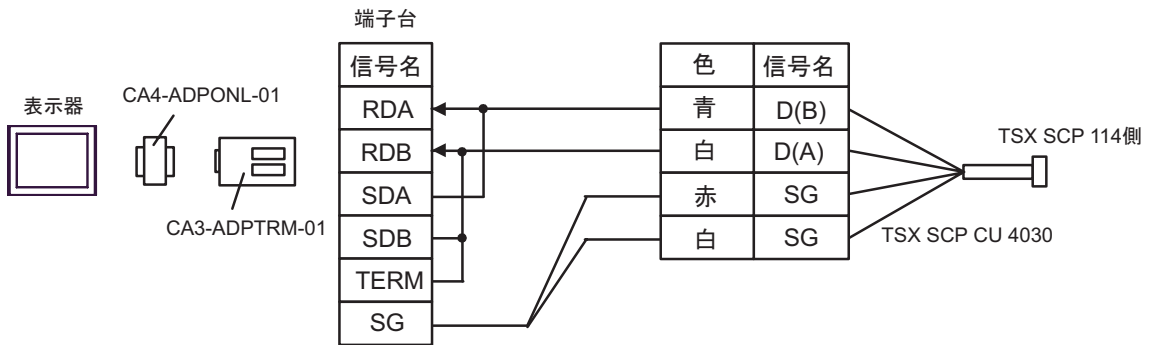 端子台
信号名
RDA
RDB
SDA
SDB
TERM
SG
表示器
CA4-ADPONL-01
CA3-ADPTRM-01
色 信号名
青 D(B)
白 D(A)
赤 SG
白 SG
TSX SCP 114側
TSX SCP CU 4030